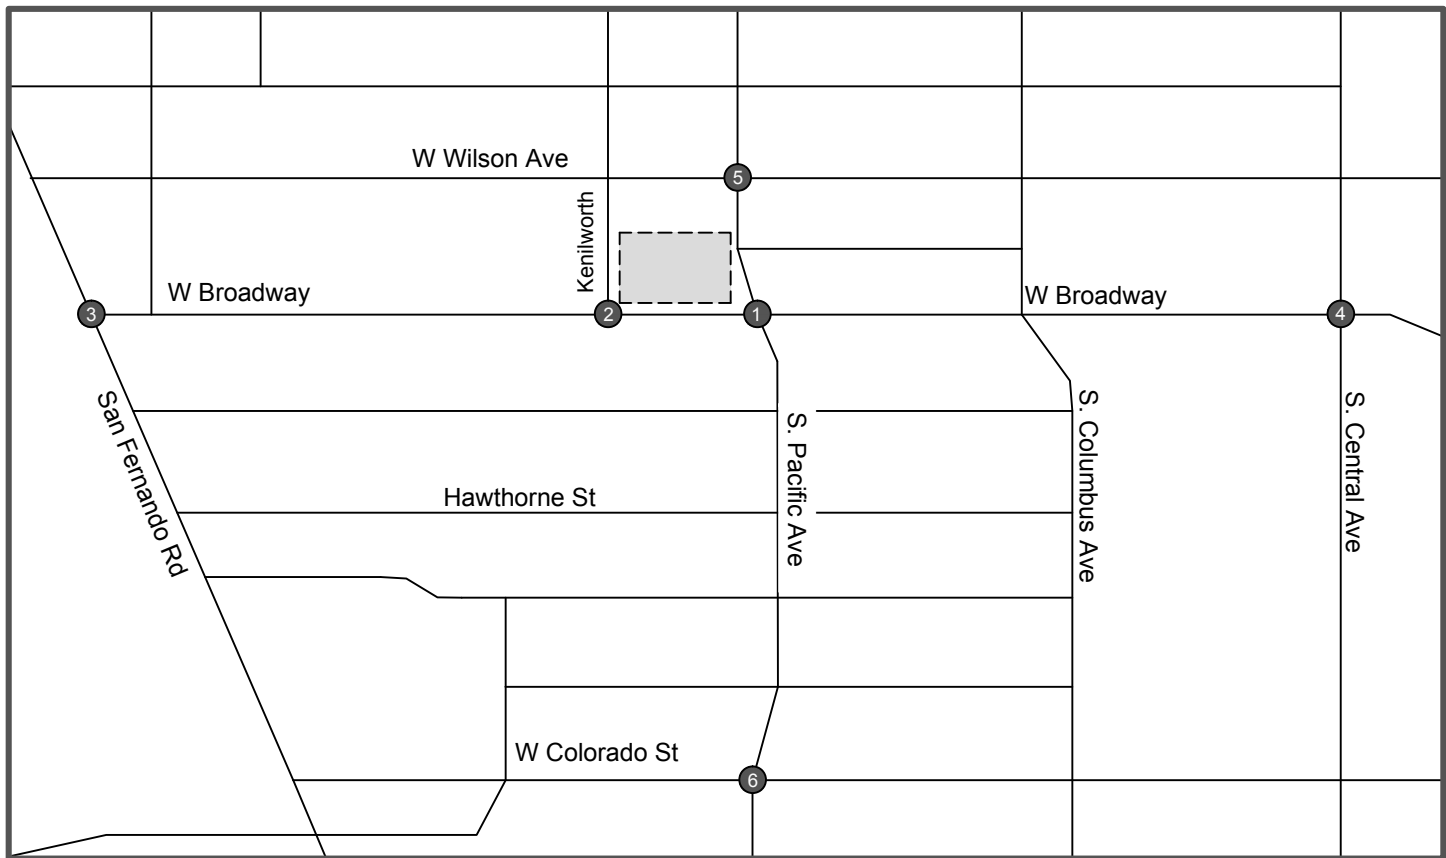 W Wilson Ave
5
Kenilworth
W Broadway
W Broadway
3
2
1
4
San Fernando Rd
S. Pacific Ave
S. Columbus Ave
S. Central Ave
Hawthorne St
W Colorado St
6